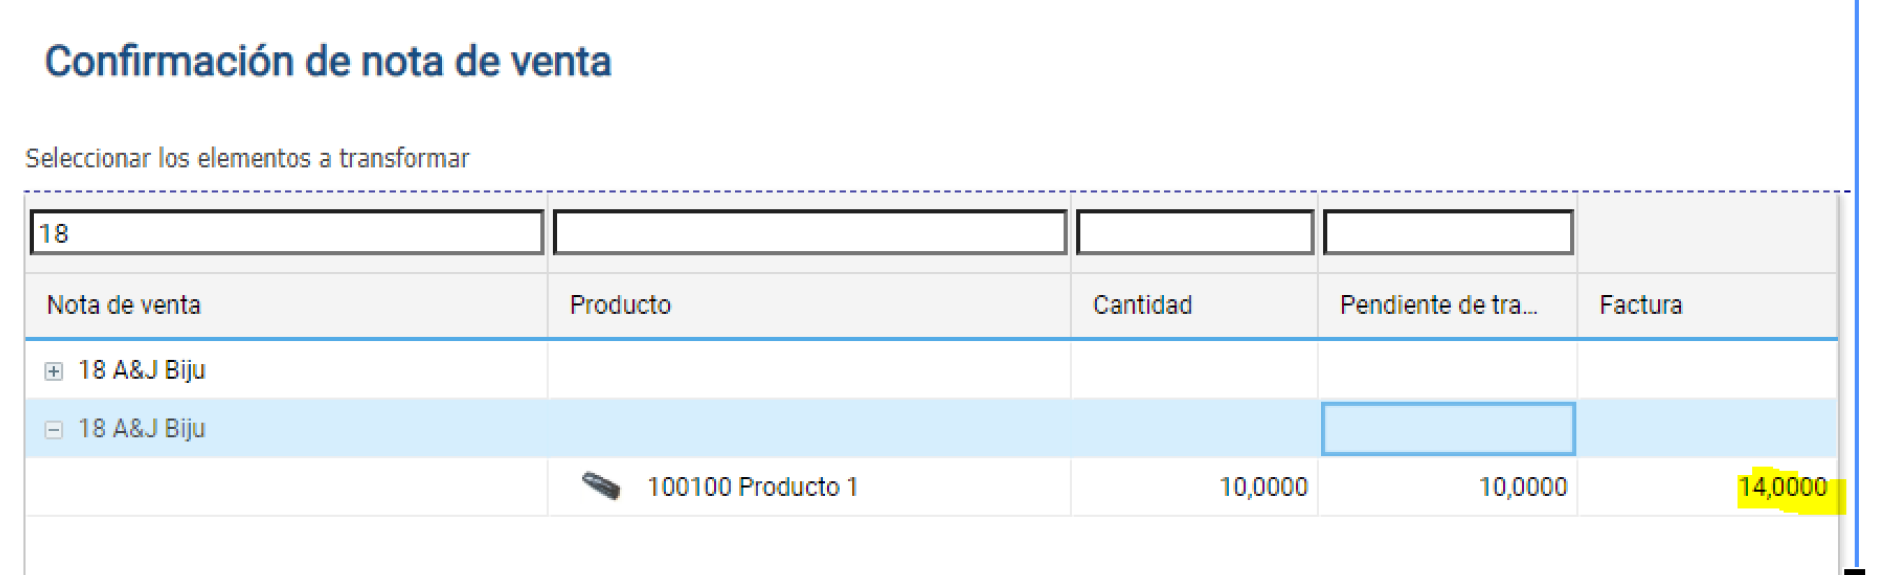 Confirmación de nota de venta
Seleccionar los elementos a transformar
18
Nota de venta Producto Cantidad Pendiente de tra... Factura
18 A&J Biju
18 A&J Biju
100100 Producto 1 10,0000 10,0000 14,0000